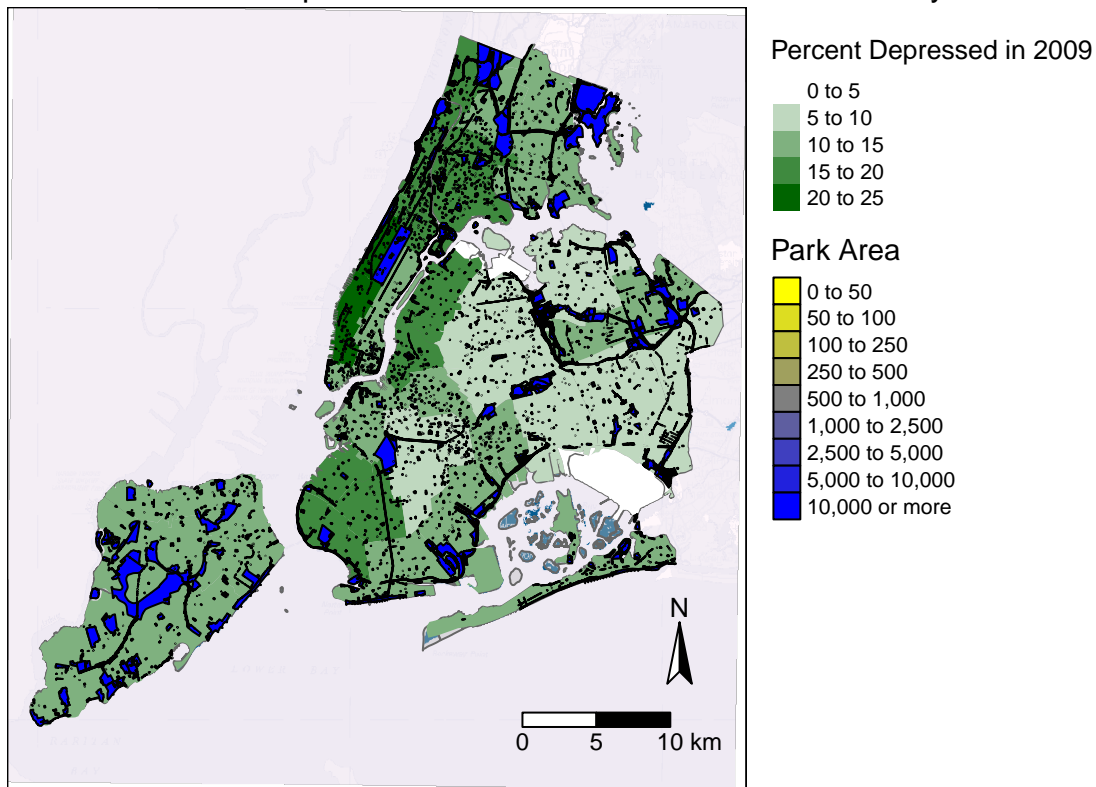 Percent Depressed in 2009
0 to 5
5 to 10
10 to 15
15 to 20
20 to 25
Park Area
0 to 50
50 to 100
100 to 250
250 to 500
500 to 1,000
1,000 to 2,500
2,500 to 5,000
5,000 to 10,000
10,000 or more
N
0 5 10 km